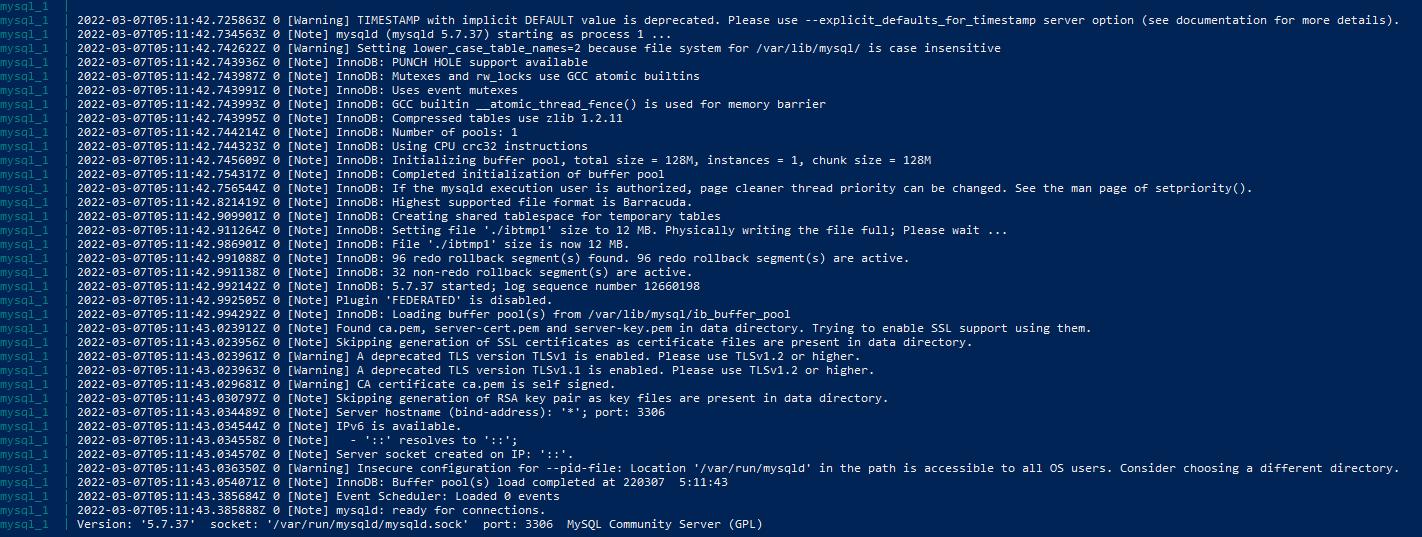 mysql_1  |
mysql_1  | 2022-03-07T05:11:42.725863Z 0 [Warning] TIMESTAMP with implicit DEFAULT value is deprecated. Please use --explicit_defaults_for_timestamp server option (see documentation for more details).
mysql_1  | 2022-03-07T05:11:42.734563Z 0 [Note] mysqld (mysqld 5.7.37) starting as process 1 ...
mysql_1  | 2022-03-07T05:11:42.742622Z 0 [Warning] Setting lower_case_table_names=2 because file system for /var/lib/mysql/ is case insensitive
mysql_1  | 2022-03-07T05:11:42.743936Z 0 [Note] InnoDB: PUNCH HOLE support available
mysql_1  | 2022-03-07T05:11:42.743987Z 0 [Note] InnoDB: Mutexes and rw_locks use GCC atomic builtins
mysql_1  | 2022-03-07T05:11:42.743991Z 0 [Note] InnoDB: Uses event mutexes
mysql_1  | 2022-03-07T05:11:42.743993Z 0 [Note] InnoDB: GCC builtin __atomic_thread_fence() is used for memory barrier
mysql_1  | 2022-03-07T05:11:42.743995Z 0 [Note] InnoDB: Compressed tables use zlib 1.2.11
mysql_1  | 2022-03-07T05:11:42.744214Z 0 [Note] InnoDB: Number of pools: 1
mysql_1  | 2022-03-07T05:11:42.744323Z 0 [Note] InnoDB: Using CPU crc32 instructions
mysql_1  | 2022-03-07T05:11:42.745609Z 0 [Note] InnoDB: Initializing buffer pool, total size = 128M, instances = 1, chunk size = 128M
mysql_1  | 2022-03-07T05:11:42.754317Z 0 [Note] InnoDB: Completed initialization of buffer pool
mysql_1  | 2022-03-07T05:11:42.756544Z 0 [Note] InnoDB: If the mysqld execution user is authorized, page cleaner thread priority can be changed. See the man page of setpriority().
mysql_1  | 2022-03-07T05:11:42.821419Z 0 [Note] InnoDB: Highest supported file format is Barracuda.
mysql_1  | 2022-03-07T05:11:42.909901Z 0 [Note] InnoDB: Creating shared tablespace for temporary tables
mysql_1  | 2022-03-07T05:11:42.911264Z 0 [Note] InnoDB: Setting file './ibtmp1' size to 12 MB. Physically writing the file full; Please wait ...
mysql_1  | 2022-03-07T05:11:42.986901Z 0 [Note] InnoDB: File './ibtmp1' size is now 12 MB.
mysql_1  | 2022-03-07T05:11:42.991088Z 0 [Note] InnoDB: 96 redo rollback segment(s) found. 96 redo rollback segment(s) are active.
mysql_1  | 2022-03-07T05:11:42.991138Z 0 [Note] InnoDB: 32 non-redo rollback segment(s) are active.
mysql_1  | 2022-03-07T05:11:42.992142Z 0 [Note] InnoDB: 5.7.37 started; log sequence number 12660198
mysql_1  | 2022-03-07T05:11:42.992505Z 0 [Note] Plugin 'FEDERATED' is disabled.
mysql_1  | 2022-03-07T05:11:42.994292Z 0 [Note] InnoDB: Loading buffer pool(s) from /var/lib/mysql/ib_buffer_pool
mysql_1  | 2022-03-07T05:11:43.023912Z 0 [Note] Found ca.pem, server-cert.pem and server-key.pem in data directory. Trying to enable SSL support using them.
mysql_1  | 2022-03-07T05:11:43.023956Z 0 [Note] Skipping generation of SSL certificates as certificate files are present in data directory.
mysql_1  | 2022-03-07T05:11:43.023961Z 0 [Warning] A deprecated TLS version TLSv1 is enabled. Please use TLSv1.2 or higher.
mysql_1  | 2022-03-07T05:11:43.023963Z 0 [Warning] A deprecated TLS version TLSv1.1 is enabled. Please use TLSv1.2 or higher.
mysql_1  | 2022-03-07T05:11:43.029681Z 0 [Warning] CA certificate ca.pem is self signed.
mysql_1  | 2022-03-07T05:11:43.030797Z 0 [Note] Skipping generation of RSA key pair as key files are present in data directory.
mysql_1  | 2022-03-07T05:11:43.034489Z 0 [Note] Server hostname (bind-address): '*'; port: 3306
mysql_1  | 2022-03-07T05:11:43.034544Z 0 [Note] IPv6 is available.
mysql_1  | 2022-03-07T05:11:43.034558Z 0 [Note]   - '::' resolves to '::';
mysql_1  | 2022-03-07T05:11:43.034570Z 0 [Note] Server socket created on IP: '::'.
mysql_1  | 2022-03-07T05:11:43.036350Z 0 [Warning] Insecure configuration for --pid-file: Location '/var/run/mysqld' in the path is accessible to all OS users. Consider choosing a different directory.
mysql_1  | 2022-03-07T05:11:43.054071Z 0 [Note] InnoDB: Buffer pool(s) load completed at 220307  5:11:43
mysql_1  | 2022-03-07T05:11:43.385684Z 0 [Note] Event Scheduler: Loaded 0 events
mysql_1  | 2022-03-07T05:11:43.385888Z 0 [Note] mysqld: ready for connections.
mysql_1  | Version: '5.7.37'  socket: '/var/run/mysqld/mysqld.sock'  port: 3306  MySQL Community Server (GPL)